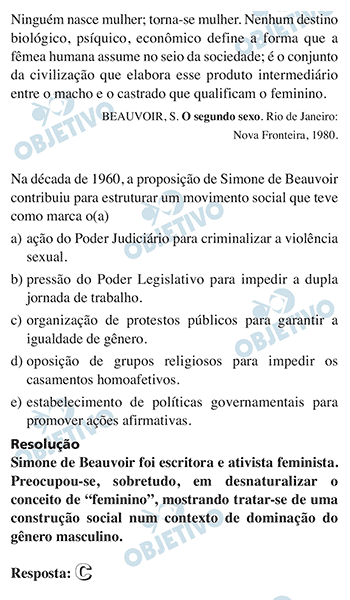 Ninguém nasce mulher; torna-se mulher. Nenhum destino
biológico, psíquico, econômico define a forma que a
fêmea humana assume no seio da sociedade; é o conjunto
da civilização que elabora esse produto intermediário
entre o macho e o castrado que qualificam o feminino.
BEAUVOIR, S. O segundo sexo. Rio de Janeiro:
Nova Fronteira, 1980.
Na década de 1960, a proposição de Simone de Beauvoir
contribuiu para estruturar um movimento social que teve
como marca o(a)
a) ação do Poder Judiciário para criminalizar a violência
sexual.
b) pressão do Poder Legislativo para impedir a dupla
jornada de trabalho.
c) organização de protestos públicos para garantir a
igualdade de gênero.
d) oposição de grupos religiosos para impedir os
casamentos homoafetivos.
e) estabelecimento de políticas governamentais para
promover ações afirmativas.
Resolução
Simone de Beauvoir foi escritora e ativista feminista.
Preocupou-se, sobretudo, em desnaturalizar o
conceito de “feminino”, mostrando tratar-se de uma
construção social num contexto de dominação do
gênero masculino.
Resposta: C
OBJETIVO
OBJETIVO
OBJETIVO
OBJETIVO
OBJETIVO
OBJETIVO
OBJETIVO